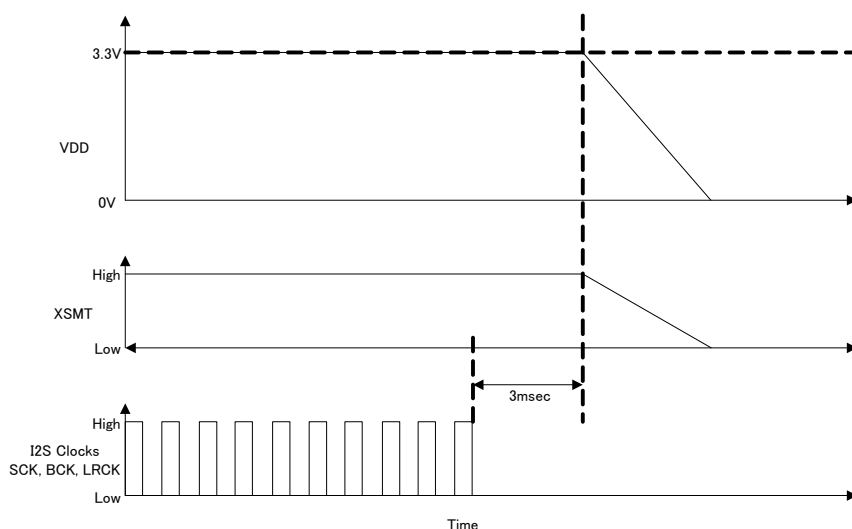 3.3V
VDD
0V
High
XSMT
Low
3msec
High
I2S Clocks
SCK, BCK, LRCK
Low
Time